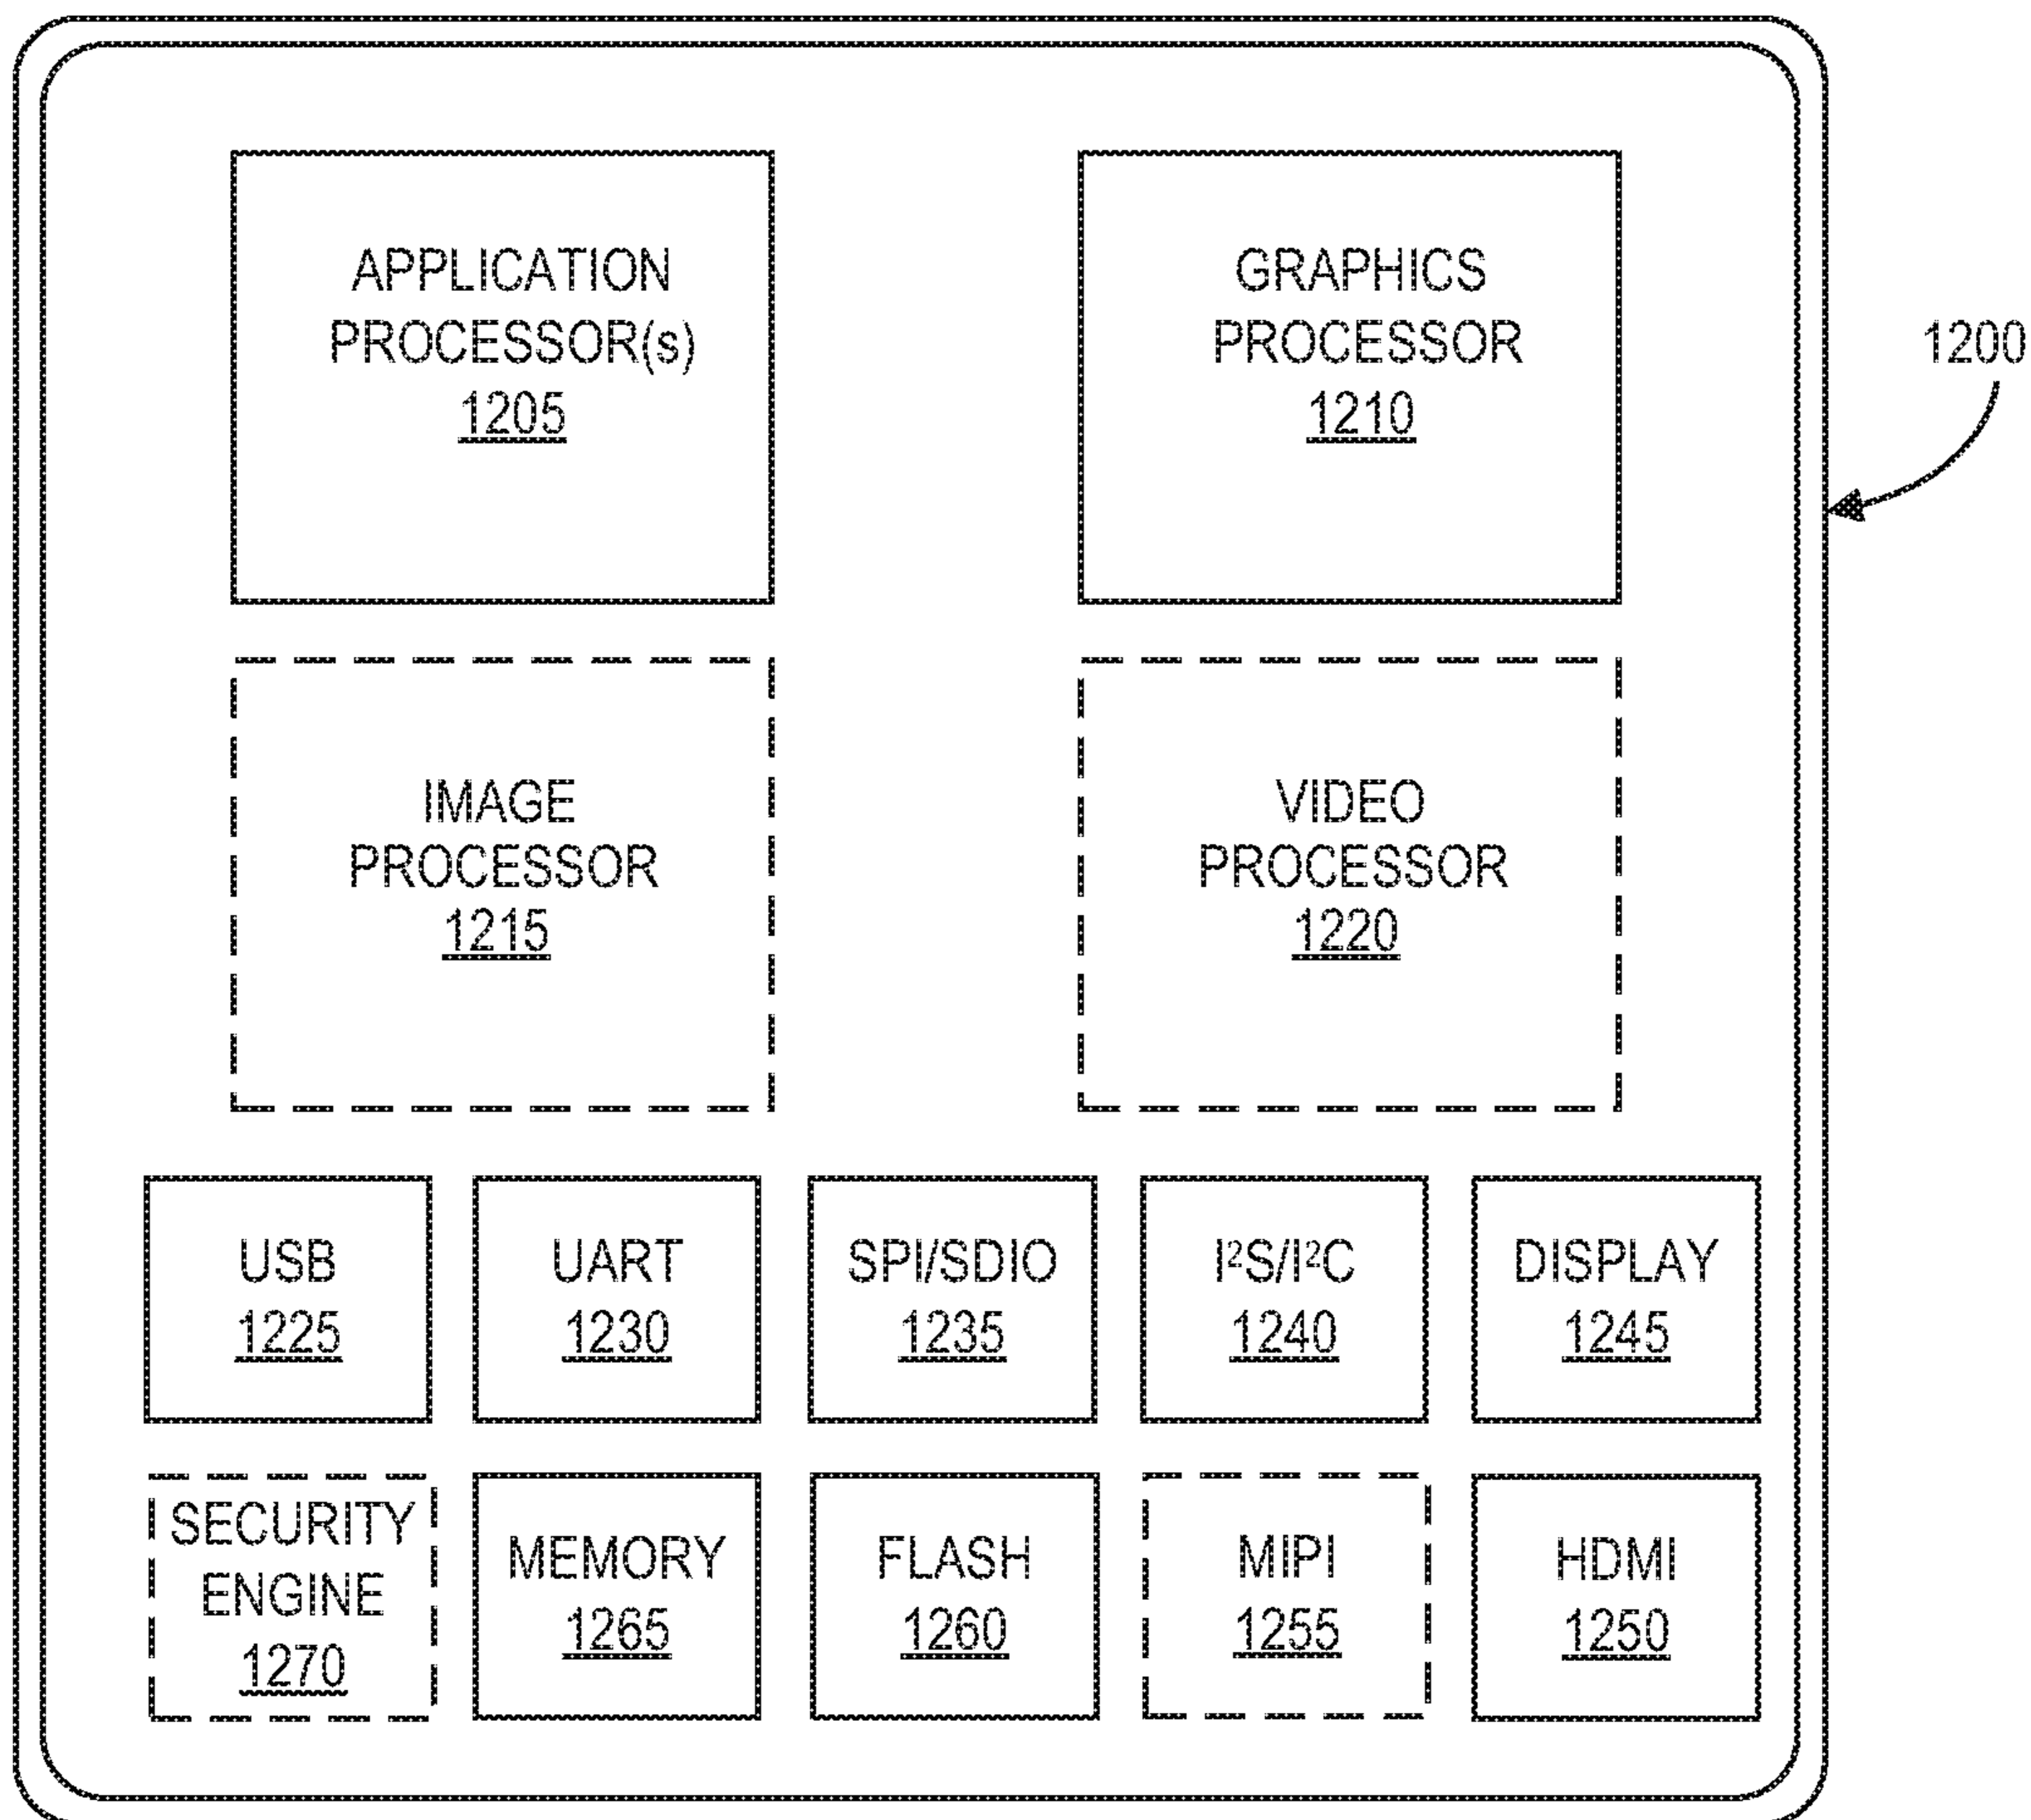 APPLICATION
PROCESSOR(s)
1205
GRAPHICS
PROCESSOR
1210
1200
IMAGE
PROCESSOR
1215
VIDEO
PROCESSOR
1220
USB
1225
UART
1230
SPI/SDIO
1235
I²S/I²C
1240
DISPLAY
1245
SECURITY
ENGINE
1270
MEMORY
1265
FLASH
1260
MIPI
1255
HDMI
1250